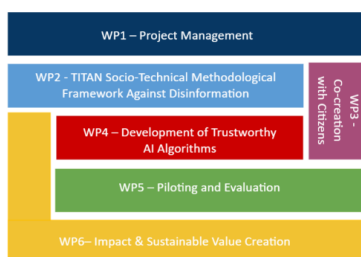 WP1 – Project Management
WP2 - TITAN Socio-Technical Methodological
Framework Against Disinformation
WP3 -
Co-creation
with Citizens
WP4 – Development of Trustworthy
AI Algorithms
WP5 – Piloting and Evaluation
WP6– Impact & Sustainable Value Creation